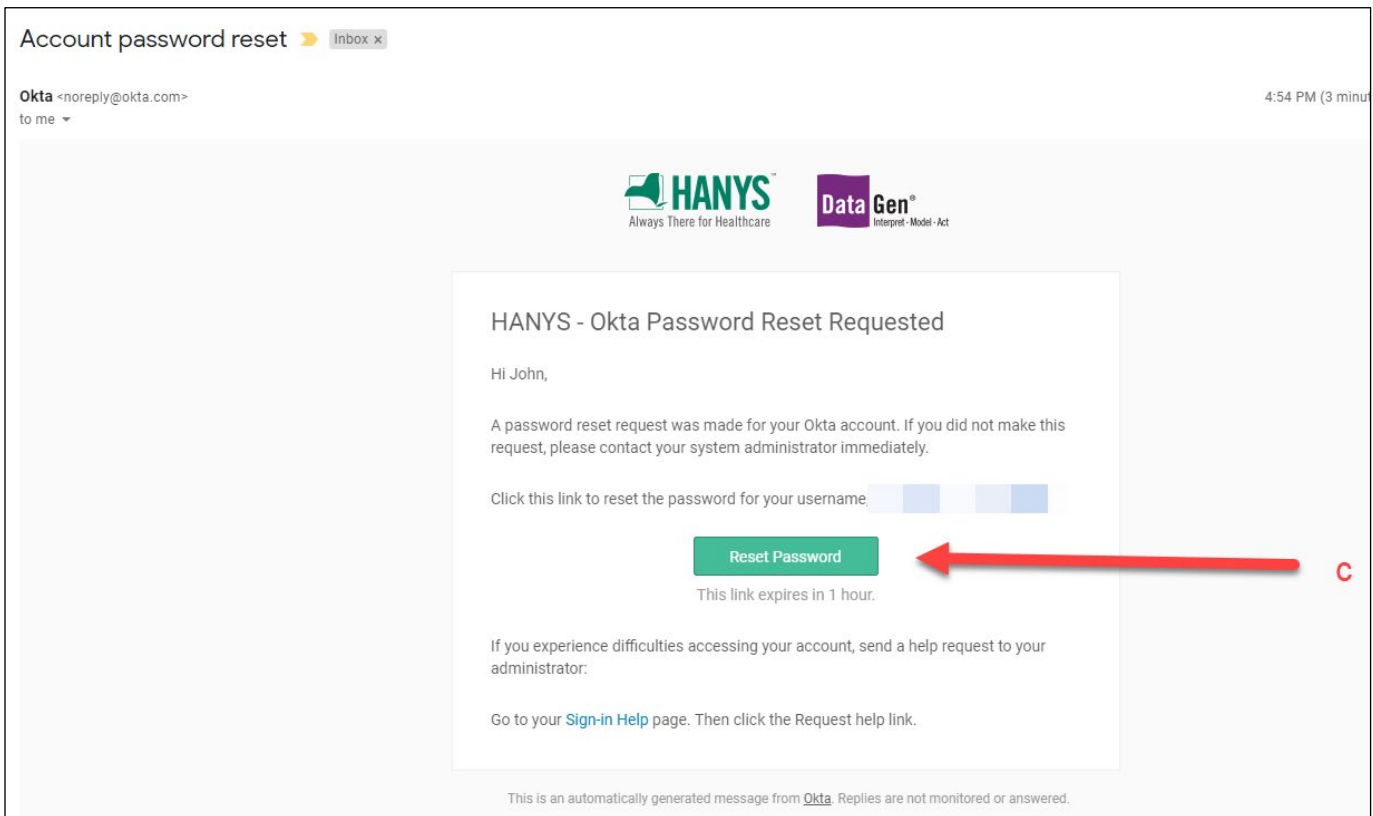 Account password reset Inbox x
Okta <noreply@okta.com>
4:54 PM (3 minut
to me
HANYS™
Always There for Healthcare
Data Gen®
Interpret - Model - Act
HANYS - Okta Password Reset Requested
Hi John,
A password reset request was made for your Okta account. If you did not make this
request, please contact your system administrator immediately.
Click this link to reset the password for your username,
Reset Password
C
This link expires in 1 hour.
If you experience difficulties accessing your account, send a help request to your
administrator:
Go to your Sign-in Help page. Then click the Request help link.
This is an automatically generated message from Okta. Replies are not monitored or answered.